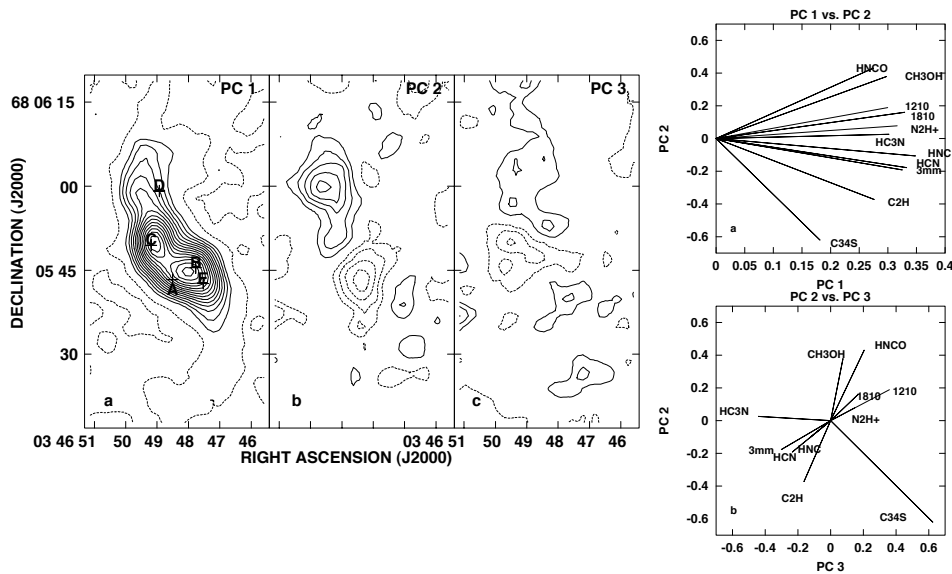 PC 1
PC 2
PC 3
68 06 15
00
05 45
30
DECLINATION (J2000)
D
C
B
E
A
a
b
c
03 46 51 50 49 48 47 46
03 46 51 50 49 48 47 46
RIGHT ASCENSION (J2000)
PC 1 vs. PC 2
0.6
0.4
0.2
0
-0.2
-0.4
-0.6
PC 2
HNCO
CH3OH
1210
1810
N2H+
HC3N
HNC
HCN
3mm
C2H
C34S
a
0 0.05 0.1 0.15 0.2 0.25 0.3 0.35 0.4
PC 1
PC 2 vs. PC 3
0.6
0.4
0.2
0
-0.2
-0.4
-0.6
PC 2
CH3OH
HNCO
1810
1210
HC3N
N2H+
3mm
HNC
HCN
C2H
C34S
b
-0.6 -0.4 -0.2 0 0.2 0.4 0.6
PC 3